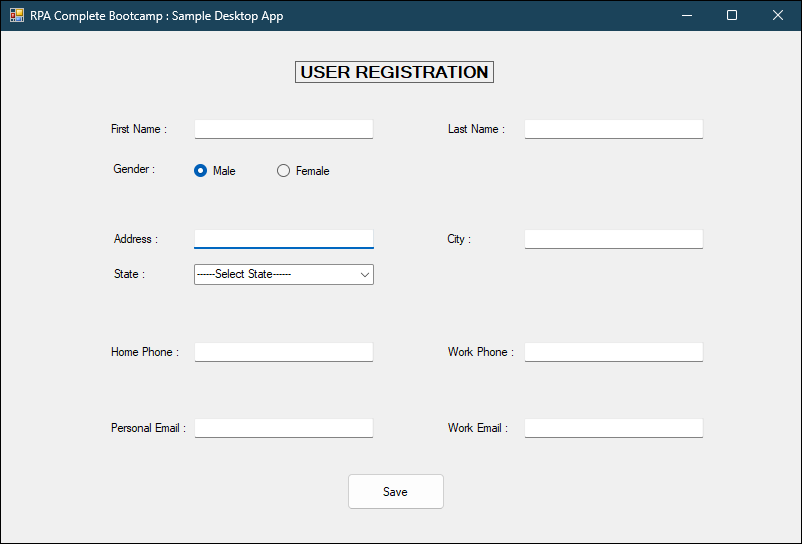 RPA Complete Bootcamp : Sample Desktop App
USER REGISTRATION
First Name :
Last Name :
Gender :
Male
Female
Address :
City :
State :
------Select State------
Home Phone :
Work Phone :
Personal Email :
Work Email :
Save